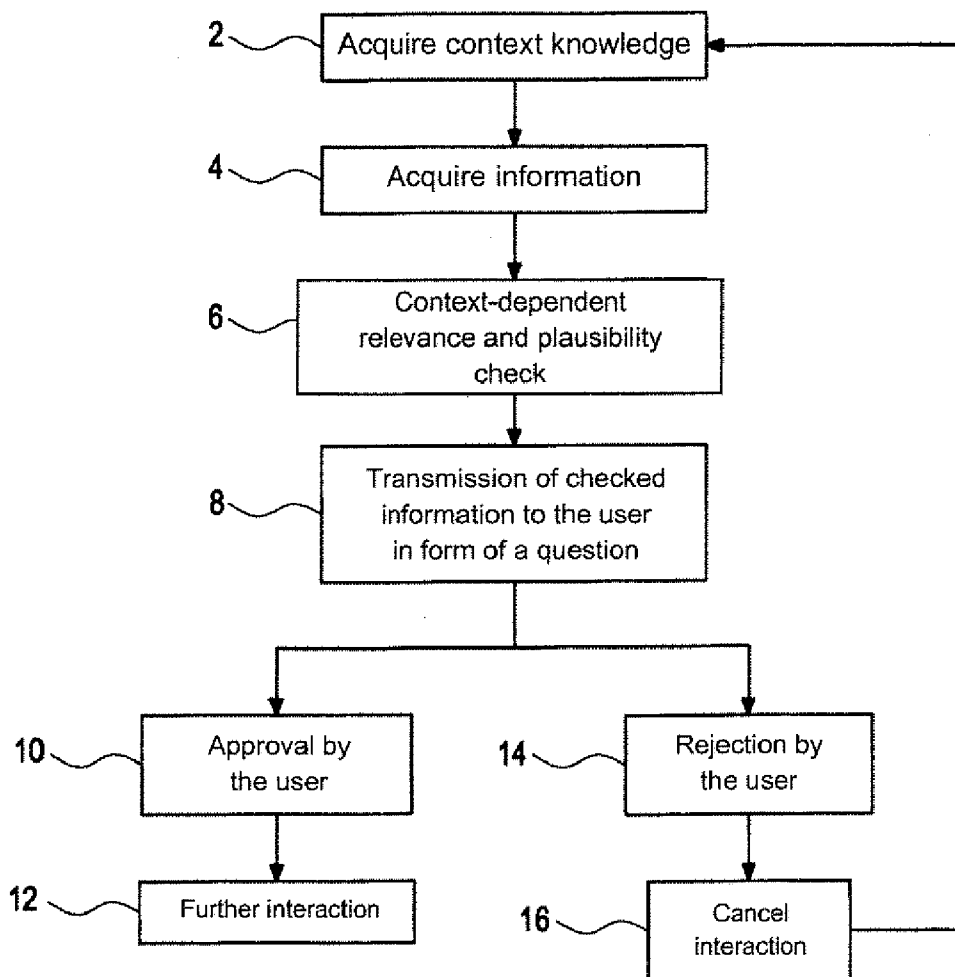 2
Acquire context knowledge
4
Acquire information
6
Context-dependent
relevance and plausibility
check
8
Transmission of checked
information to the user
in form of a question
10
Approval by
the user
14
Rejection by
the user
12
Further interaction
16
Cancel
interaction